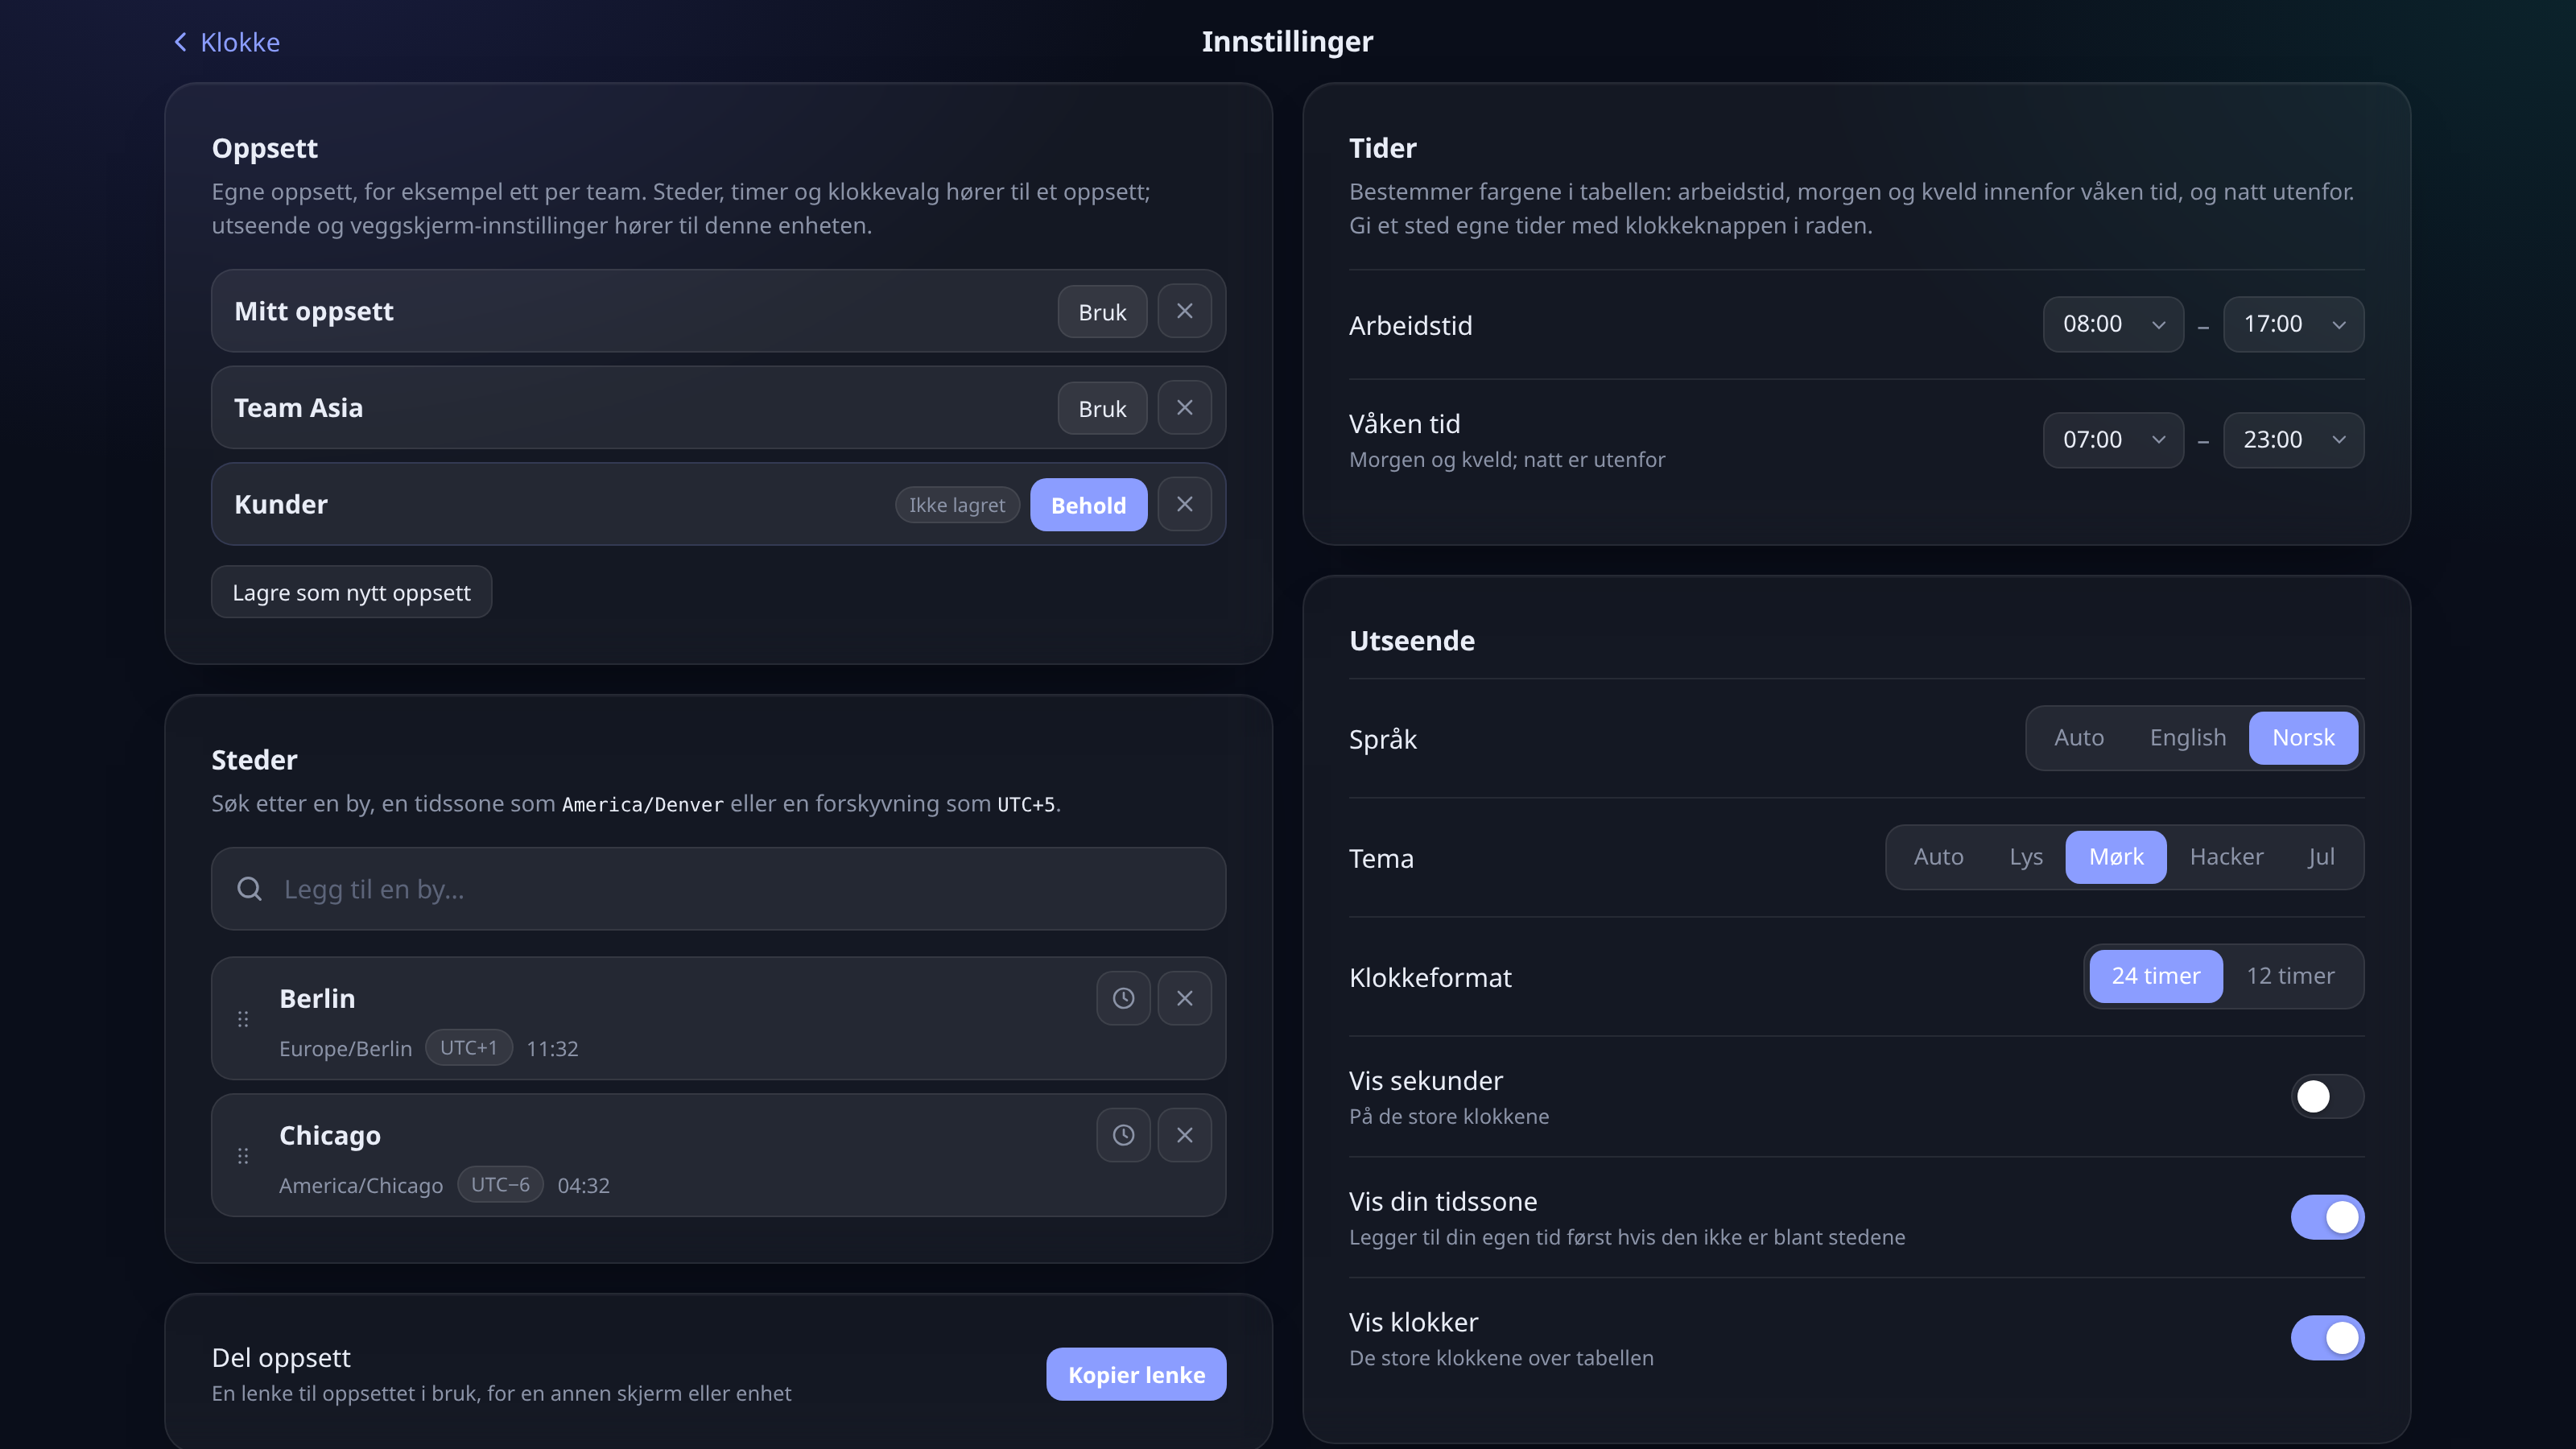 Klokke
Innstillinger
Oppsett
Egne oppsett, for eksempel ett per team. Steder, timer og klokkevalg hører til et oppsett;
utseende og veggskjerm-innstillinger hører til denne enheten.
Mitt oppsett
Bruk
Team Asia
Bruk
Kunder
Ikke lagret
Behold
Lagre som nytt oppsett
Steder
Søk etter en by, en tidssone som America/Denver eller en forskyvning som UTC+5.
Legg til en by...
Berlin
Europe/Berlin UTC+1 11:32
Chicago
America/Chicago UTC−6 04:32
Del oppsett
En lenke til oppsettet i bruk, for en annen skjerm eller enhet
Kopier lenke
Tider
Bestemmer fargene i tabellen: arbeidstid, morgen og kveld innenfor våken tid, og natt utenfor.
Gi et sted egne tider med klokkeknappen i raden.
Arbeidstid
08:00 – 17:00
Våken tid
Morgen og kveld; natt er utenfor
07:00 – 23:00
Utseende
Språk
Auto English Norsk
Tema
Auto Lys Mørk Hacker Jul
Klokkeformat
24 timer 12 timer
Vis sekunder
På de store klokkene
Vis din tidssone
Legger til din egen tid først hvis den ikke er blant stedene
Vis klokker
De store klokkene over tabellen